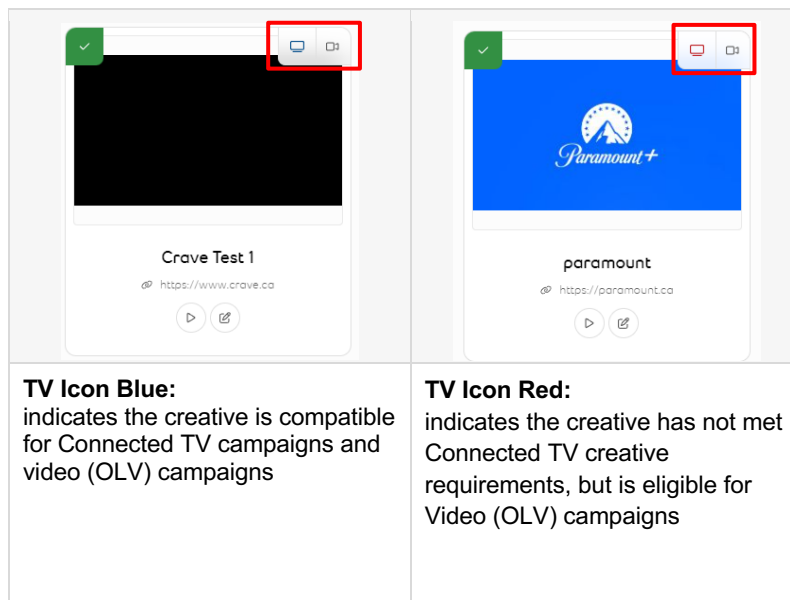 Paramount+
Crave Test 1
https://www.crave.ca
paramount
https://paramount.ca
TV Icon Blue:
indicates the creative is compatible
for Connected TV campaigns and
video (OLV) campaigns
TV Icon Red:
indicates the creative has not met
Connected TV creative
requirements, but is eligible for
Video (OLV) campaigns